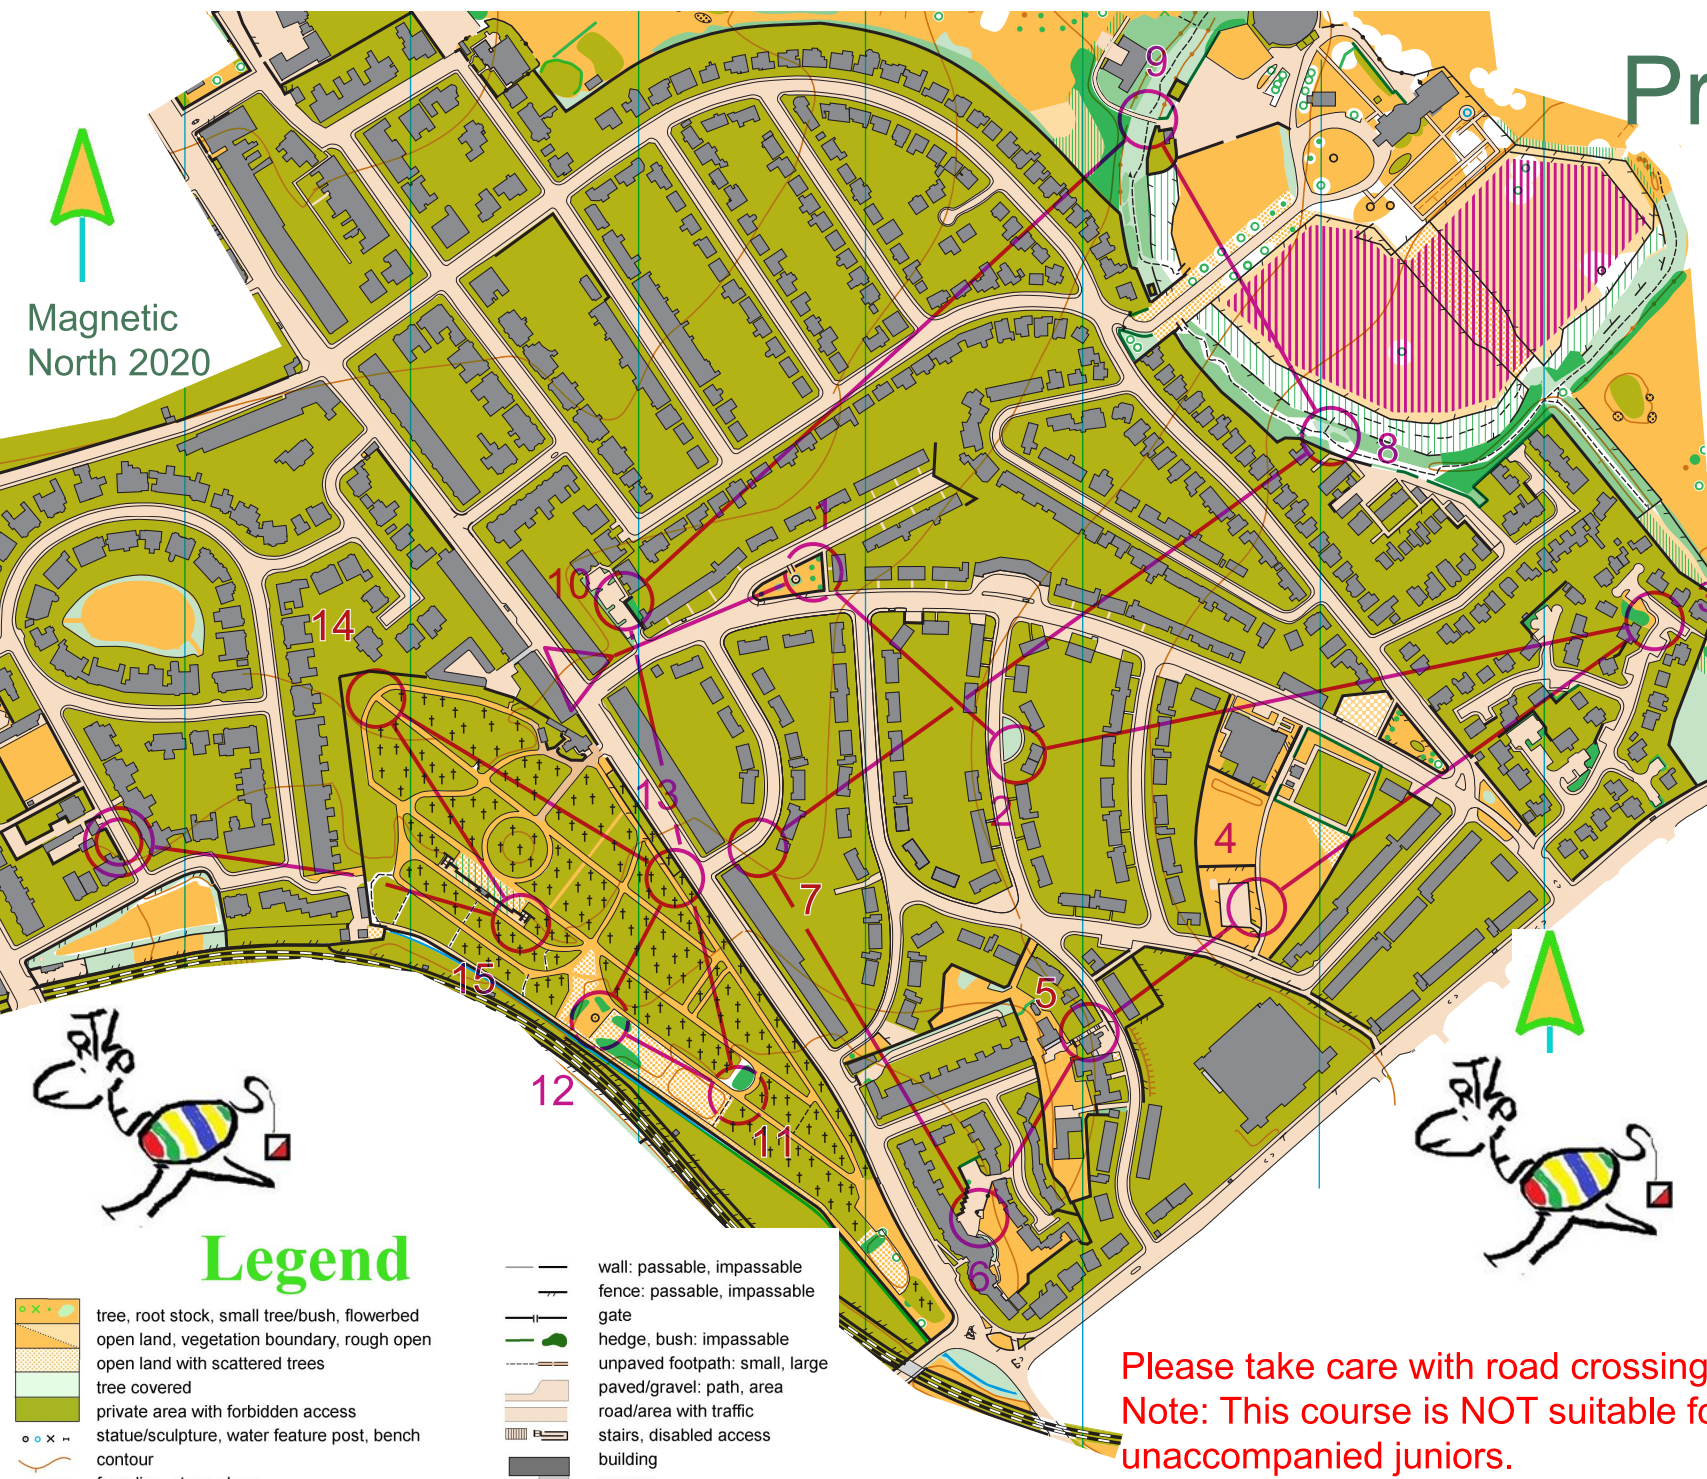 Pr
9
Magnetic
North 2020
8
1
10
14
13
2
4
7
5
15
12
11
6
Legend
tree, root stock, small tree/bush, flowerbed
open land, vegetation boundary, rough open
open land with scattered trees
tree covered
private area with forbidden access
statue/sculpture, water feature post, bench
contour
wall: passable, impassable
fence: passable, impassable
gate
hedge, bush: impassable
unpaved footpath: small, large
paved/gravel: path, area
road/area with traffic
stairs, disabled access
building
Please take care with road crossing
Note: This course is NOT suitable fo
unaccompanied juniors.